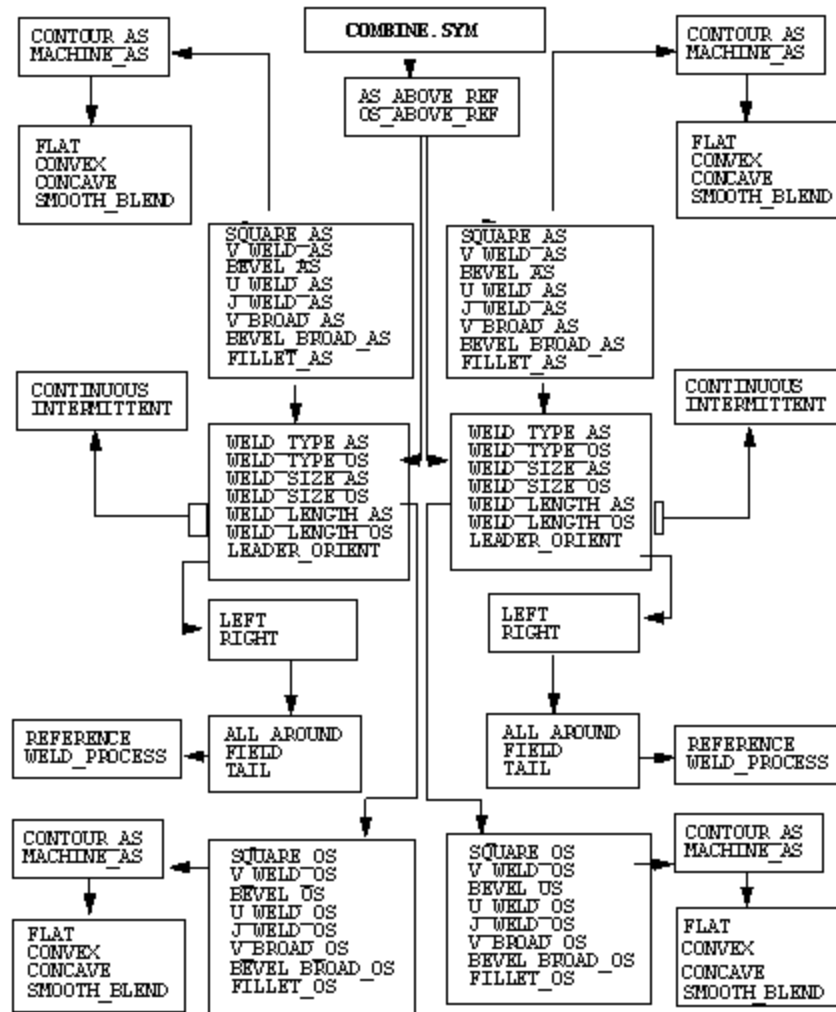 COMBINE.SYM
AS_ABOVE_REF
OS_ABOVE_REF
CONTOUR_AS
MACHINE_AS
FLAT
CONVEX
CONCAVE
SMOOTH_BLEND
CONTOUR_AS
MACHINE_AS
FLAT
CONVEX
CONCAVE
SMOOTH_BLEND
SQUARE_AS
V_WELD_AS
BEVEL_AS
U_WELD_AS
J_WELD_AS
V_BROAD_AS
BEVEL_BROAD_AS
FILLET_AS
SQUARE_AS
V_WELD_AS
BEVEL_AS
U_WELD_AS
J_WELD_AS
V_BROAD_AS
BEVEL_BROAD_AS
FILLET_AS
CONTINUOUS
INTERMITTENT
WELD_TYPE_AS
WELD_TYPE_OS
WELD_SIZE_AS
WELD_SIZE_OS
WELD_LENGTH_AS
WELD_LENGTH_OS
LEADER_ORIENT
WELD_TYPE_AS
WELD_TYPE_OS
WELD_SIZE_AS
WELD_SIZE_OS
WELD_LENGTH_AS
WELD_LENGTH_OS
LEADER_ORIENT
CONTINUOUS
INTERMITTENT
LEFT
RIGHT
LEFT
RIGHT
REFERENCE
WELD_PROCESS
ALL_AROUND
FIELD
TAIL
ALL_AROUND
FIELD
TAIL
REFERENCE
WELD_PROCESS
CONTOUR_AS
MACHINE_AS
FLAT
CONVEX
CONCAVE
SMOOTH_BLEND
SQUARE_OS
V_WELD_OS
BEVEL_OS
U_WELD_OS
J_WELD_OS
V_BROAD_OS
BEVEL_BROAD_OS
FILLET_OS
SQUARE_OS
V_WELD_OS
BEVEL_OS
U_WELD_OS
J_WELD_OS
V_BROAD_OS
BEVEL_BROAD_OS
FILLET_OS
CONTOUR_AS
MACHINE_AS
FLAT
CONVEX
CONCAVE
SMOOTH_BLEND